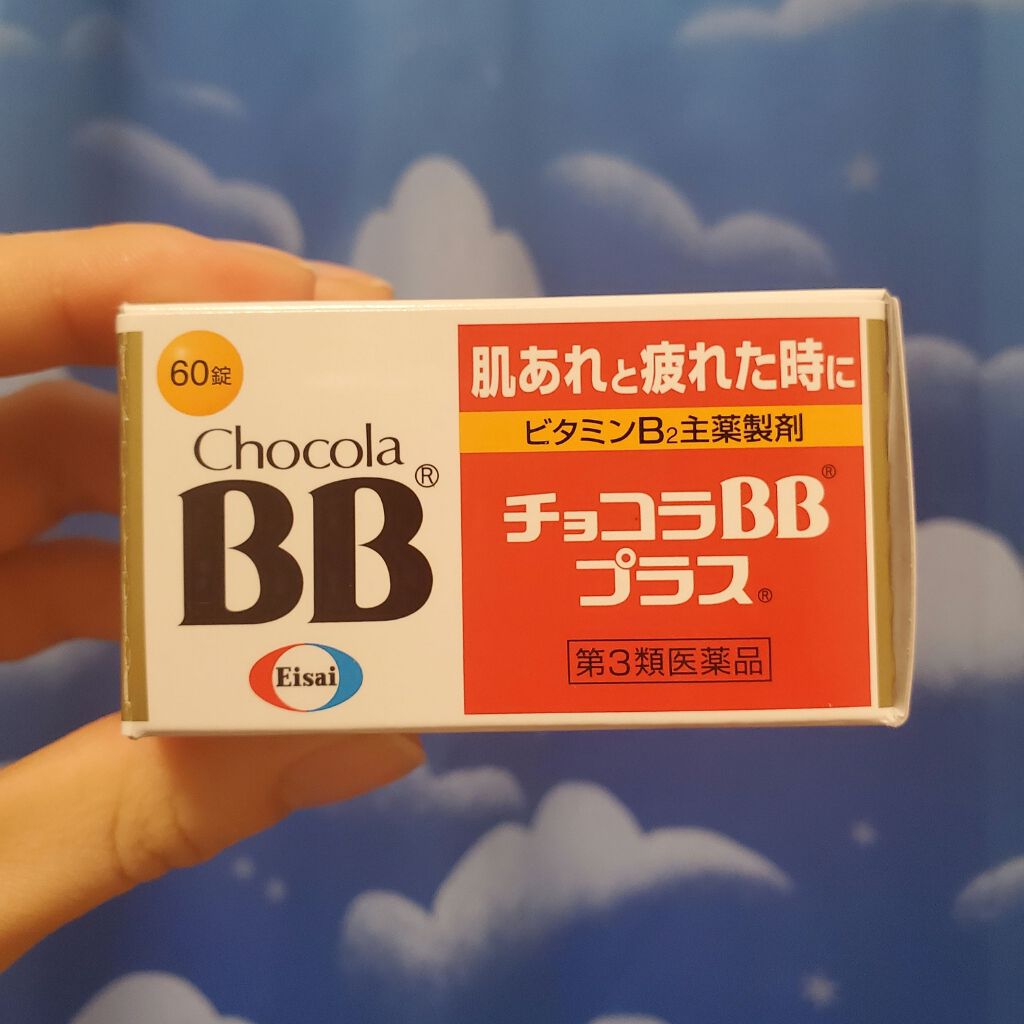 60錠
Chocola
BB®
Eisai
肌あれと疲れた時に
ビタミンB₂主薬製剤
チョコラBB®
プラス®
第3類医薬品